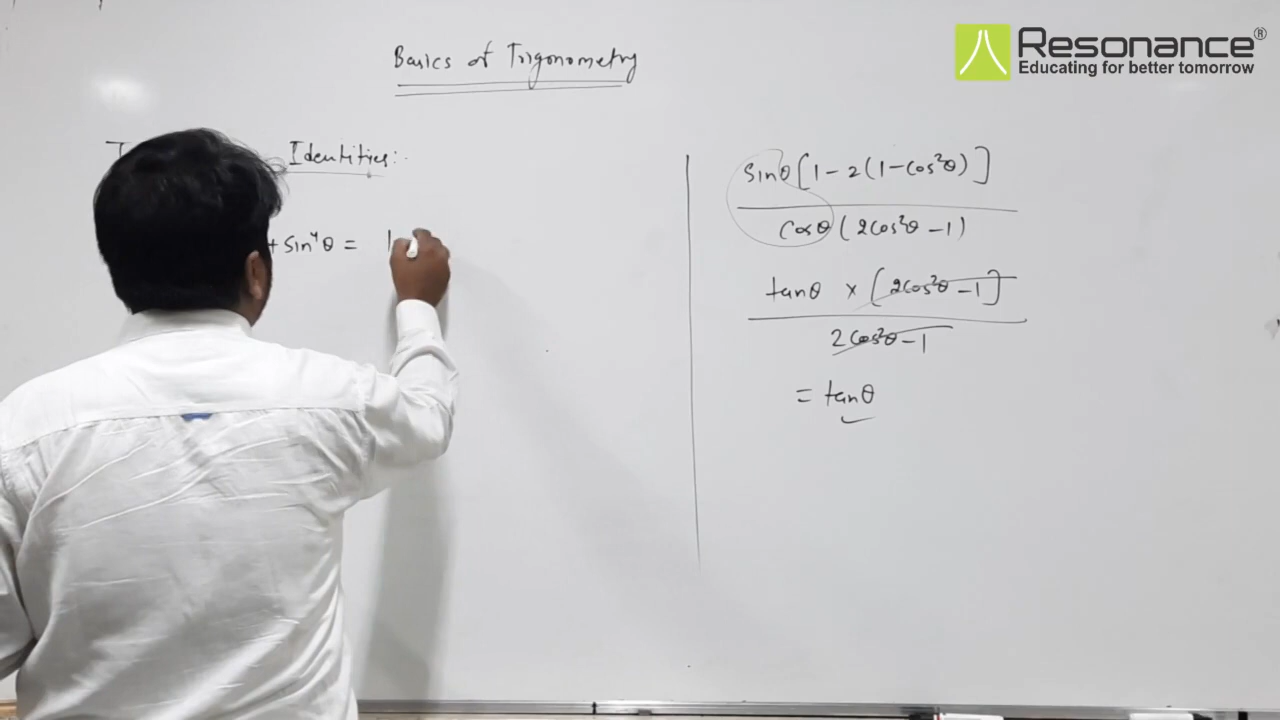 Resonance®
Educating for better tomorrow
Basics of Trigonometry
Identities:
+ sin⁴θ = 1
sinθ[1-2(1-cos²θ)]
cosθ(2cos²θ-1)
tanθ × [2cos²θ-1]
2cos²θ-1
= tanθ